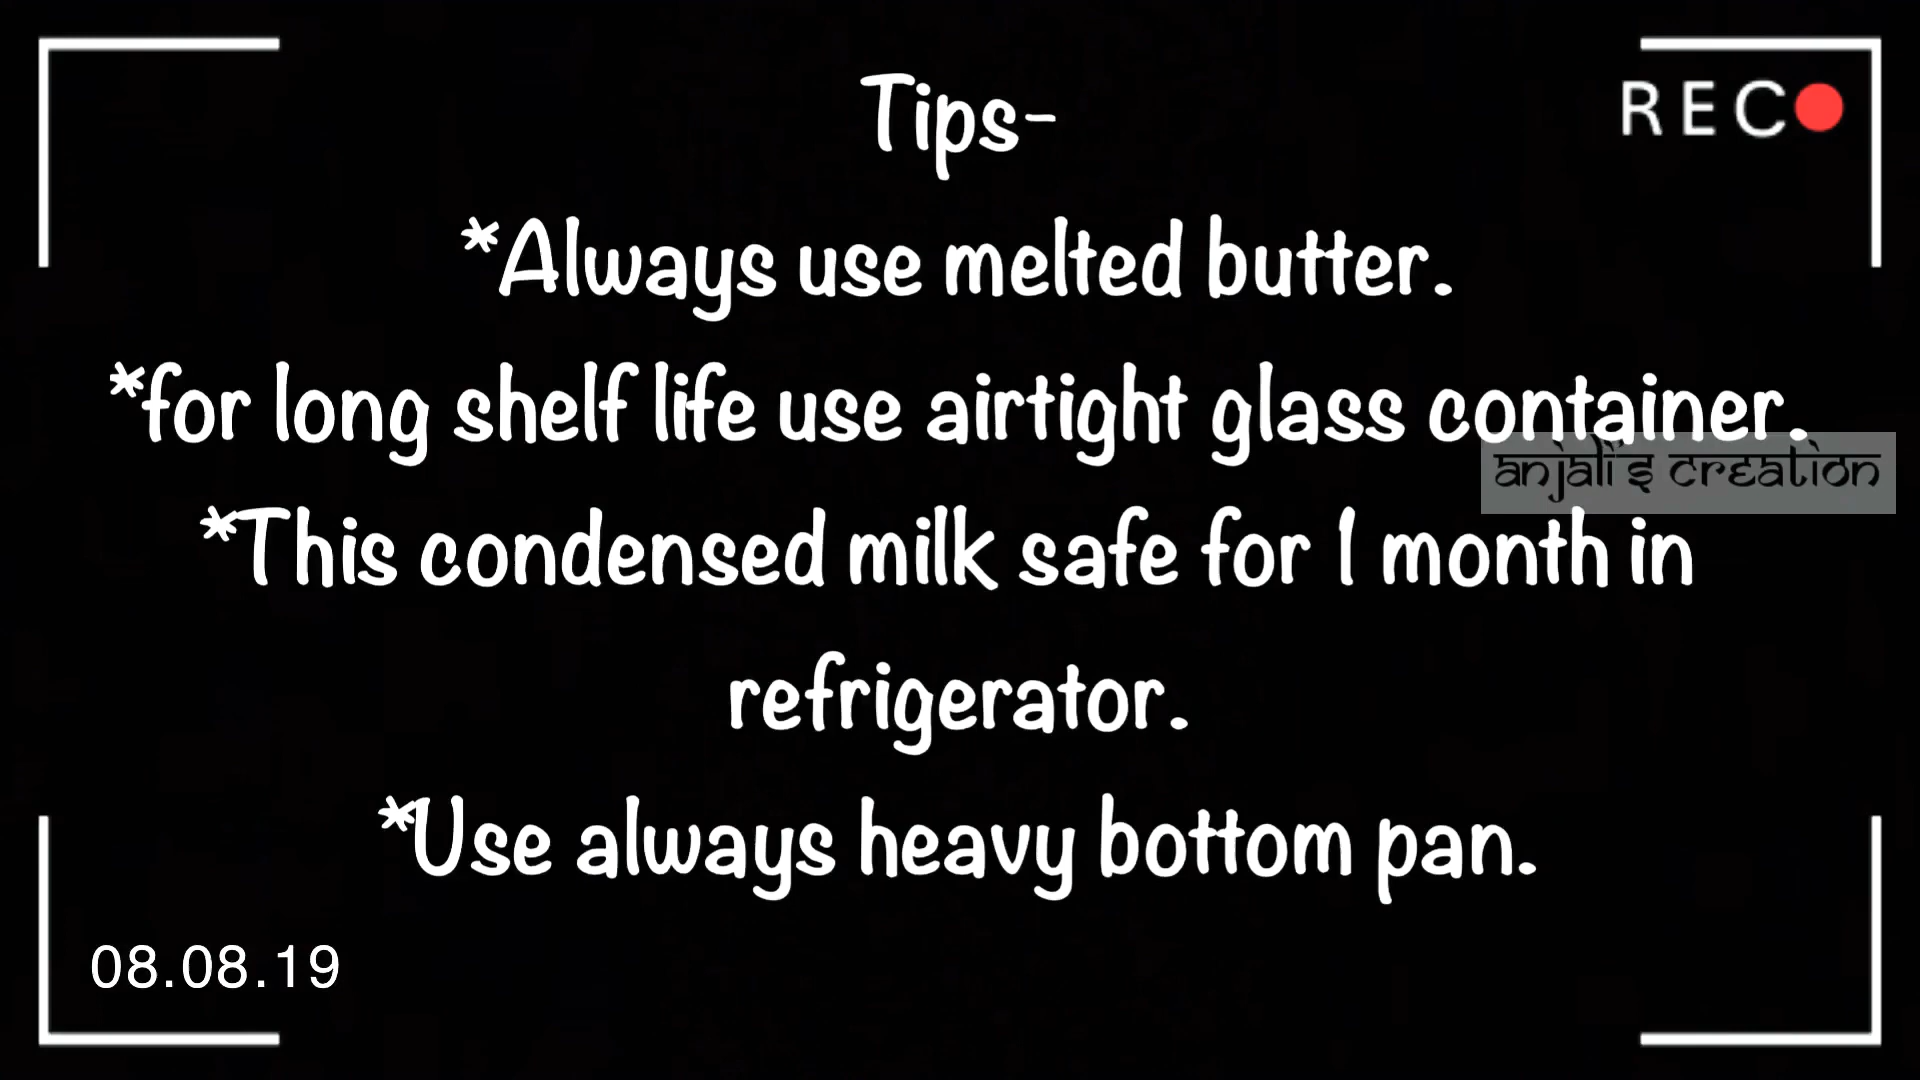 Tips-
REC
*Always use melted butter.
*for long shelf life use airtight glass container.
anjali's creation
*This condensed milk safe for 1 month in
refrigerator.
*Use always heavy bottom pan.
08.08.19